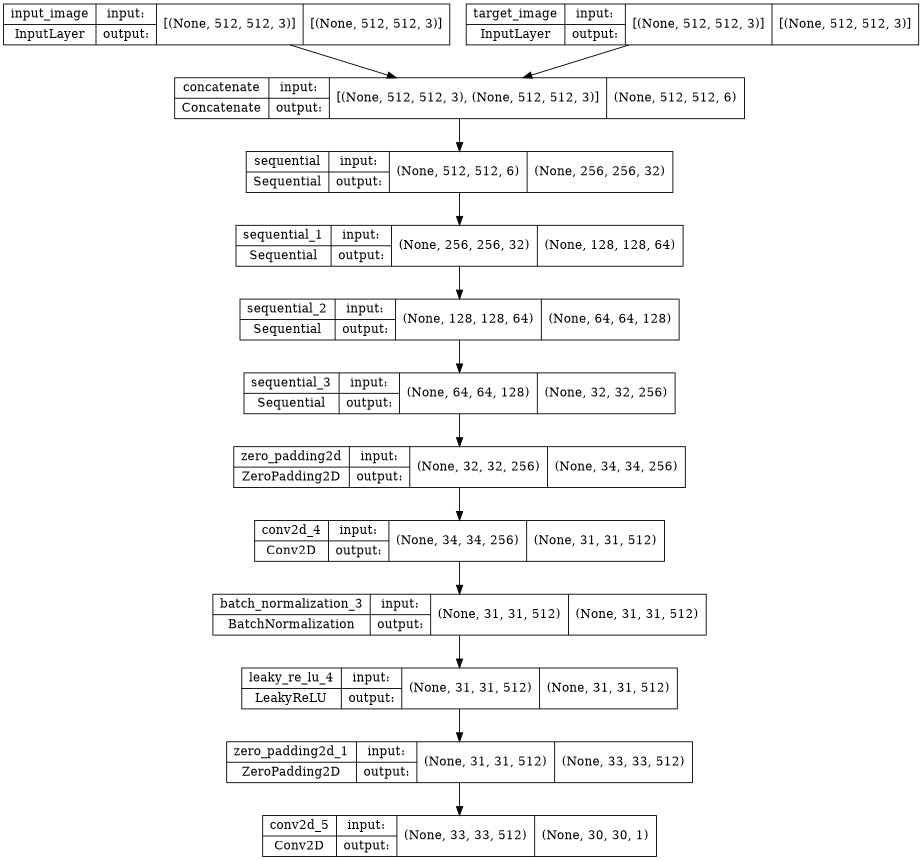 input_image input: [(None, 512, 512, 3)] [(None, 512, 512, 3)]
InputLayer output:
target_image input: [(None, 512, 512, 3)] [(None, 512, 512, 3)]
InputLayer output:
concatenate input: [(None, 512, 512, 3), (None, 512, 512, 3)] (None, 512, 512, 6)
Concatenate output:
sequential input: (None, 512, 512, 6) (None, 256, 256, 32)
Sequential output:
sequential_1 input: (None, 256, 256, 32) (None, 128, 128, 64)
Sequential output:
sequential_2 input: (None, 128, 128, 64) (None, 64, 64, 128)
Sequential output:
sequential_3 input: (None, 64, 64, 128) (None, 32, 32, 256)
Sequential output:
zero_padding2d input: (None, 32, 32, 256) (None, 34, 34, 256)
ZeroPadding2D output:
conv2d_4 input: (None, 34, 34, 256) (None, 31, 31, 512)
Conv2D output:
batch_normalization_3 input: (None, 31, 31, 512) (None, 31, 31, 512)
BatchNormalization output:
leaky_re_lu_4 input: (None, 31, 31, 512) (None, 31, 31, 512)
LeakyReLU output:
zero_padding2d_1 input: (None, 31, 31, 512) (None, 33, 33, 512)
ZeroPadding2D output:
conv2d_5 input: (None, 33, 33, 512) (None, 30, 30, 1)
Conv2D output: